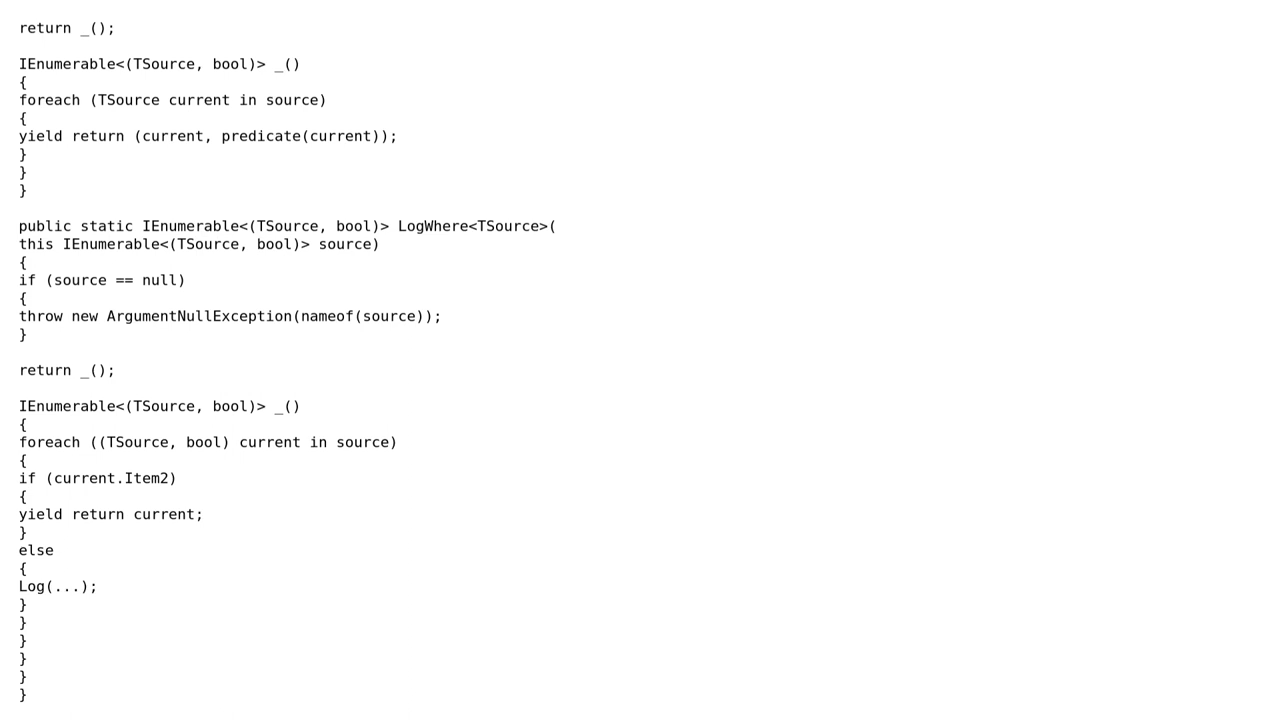 return _();

IEnumerable<(TSource, bool)> _()
{
foreach (TSource current in source)
{
yield return (current, predicate(current));
}
}
}

public static IEnumerable<(TSource, bool)> LogWhere<TSource>(
this IEnumerable<(TSource, bool)> source)
{
if (source == null)
{
throw new ArgumentNullException(nameof(source));
}

return _();

IEnumerable<(TSource, bool)> _()
{
foreach ((TSource, bool) current in source)
{
if (current.Item2)
{
yield return current;
}
else
{
Log(...);
}
}
}
}
}
}